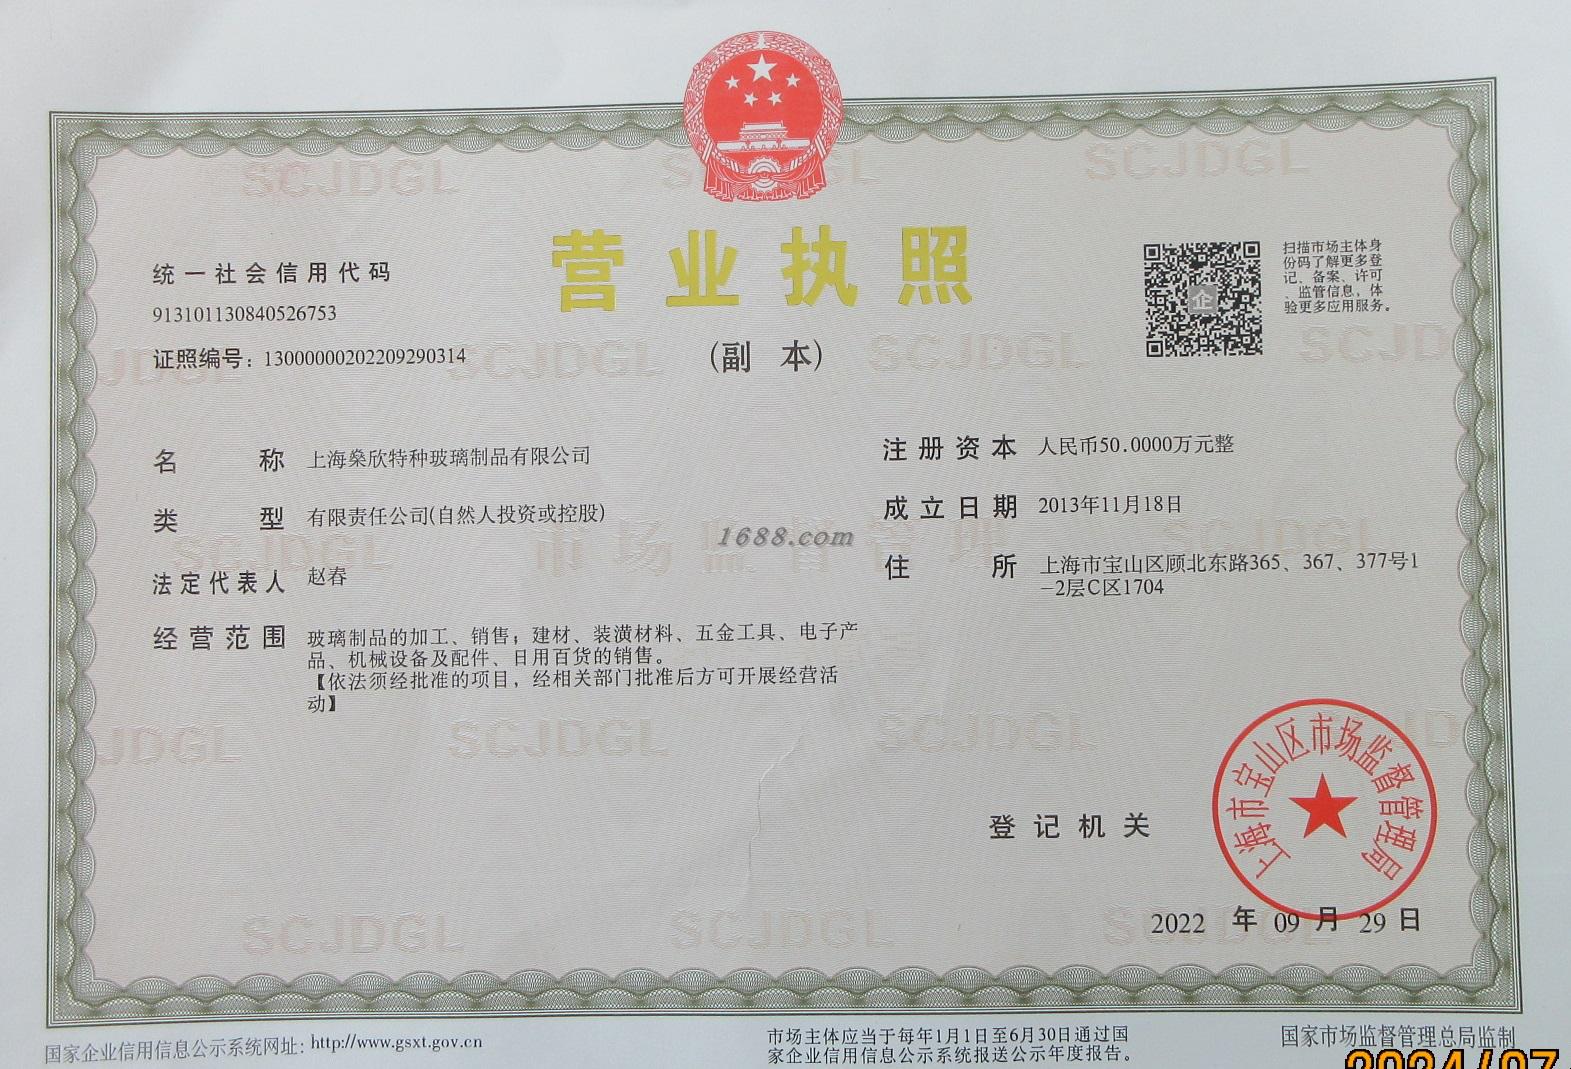 营业执照
(副 本)
统一社会信用代码
913101130840526753
证照编号：13000000202209290314
扫描市场主体身
份码了解更多登
记、备案、许可
、监管信息，体
验更多应用服务。
名 称 上海燊欣特种玻璃制品有限公司
类 型 有限责任公司(自然人投资或控股)
法定代表人 赵春
经营范围 玻璃制品的加工、销售；建材、装潢材料、五金工具、电子产
品、机械设备及配件、日用百货的销售。
【依法须经批准的项目，经相关部门批准后方可开展经营活
动】
注册资本 人民币50.0000万元整
成立日期 2013年11月18日
住 所 上海市宝山区顾北东路365、367、377号1
-2层C区1704
1688.com
市场监督管理
SCJDGL
登记机关
上海市宝山区市场监督管理局
2022 年 09 月 29 日
国家企业信用信息公示系统网址：http://www.gsxt.gov.cn
市场主体应当于每年1月1日至6月30日通过国
家企业信用信息公示系统报送公示年度报告。
国家市场监督管理总局监制
2024/07